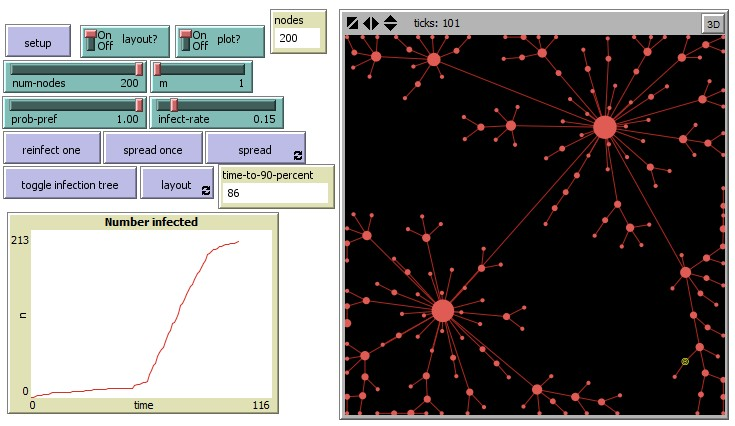 nodes
200
ticks: 101
3D
setup
On
Off
layout?
On
Off
plot?
num-nodes 200
m 1
prob-pref 1.00
infect-rate 0.15
reinfect one
spread once
spread
toggle infection tree
layout
time-to-90-percent
86
Number infected
213
n
0
0 time 116